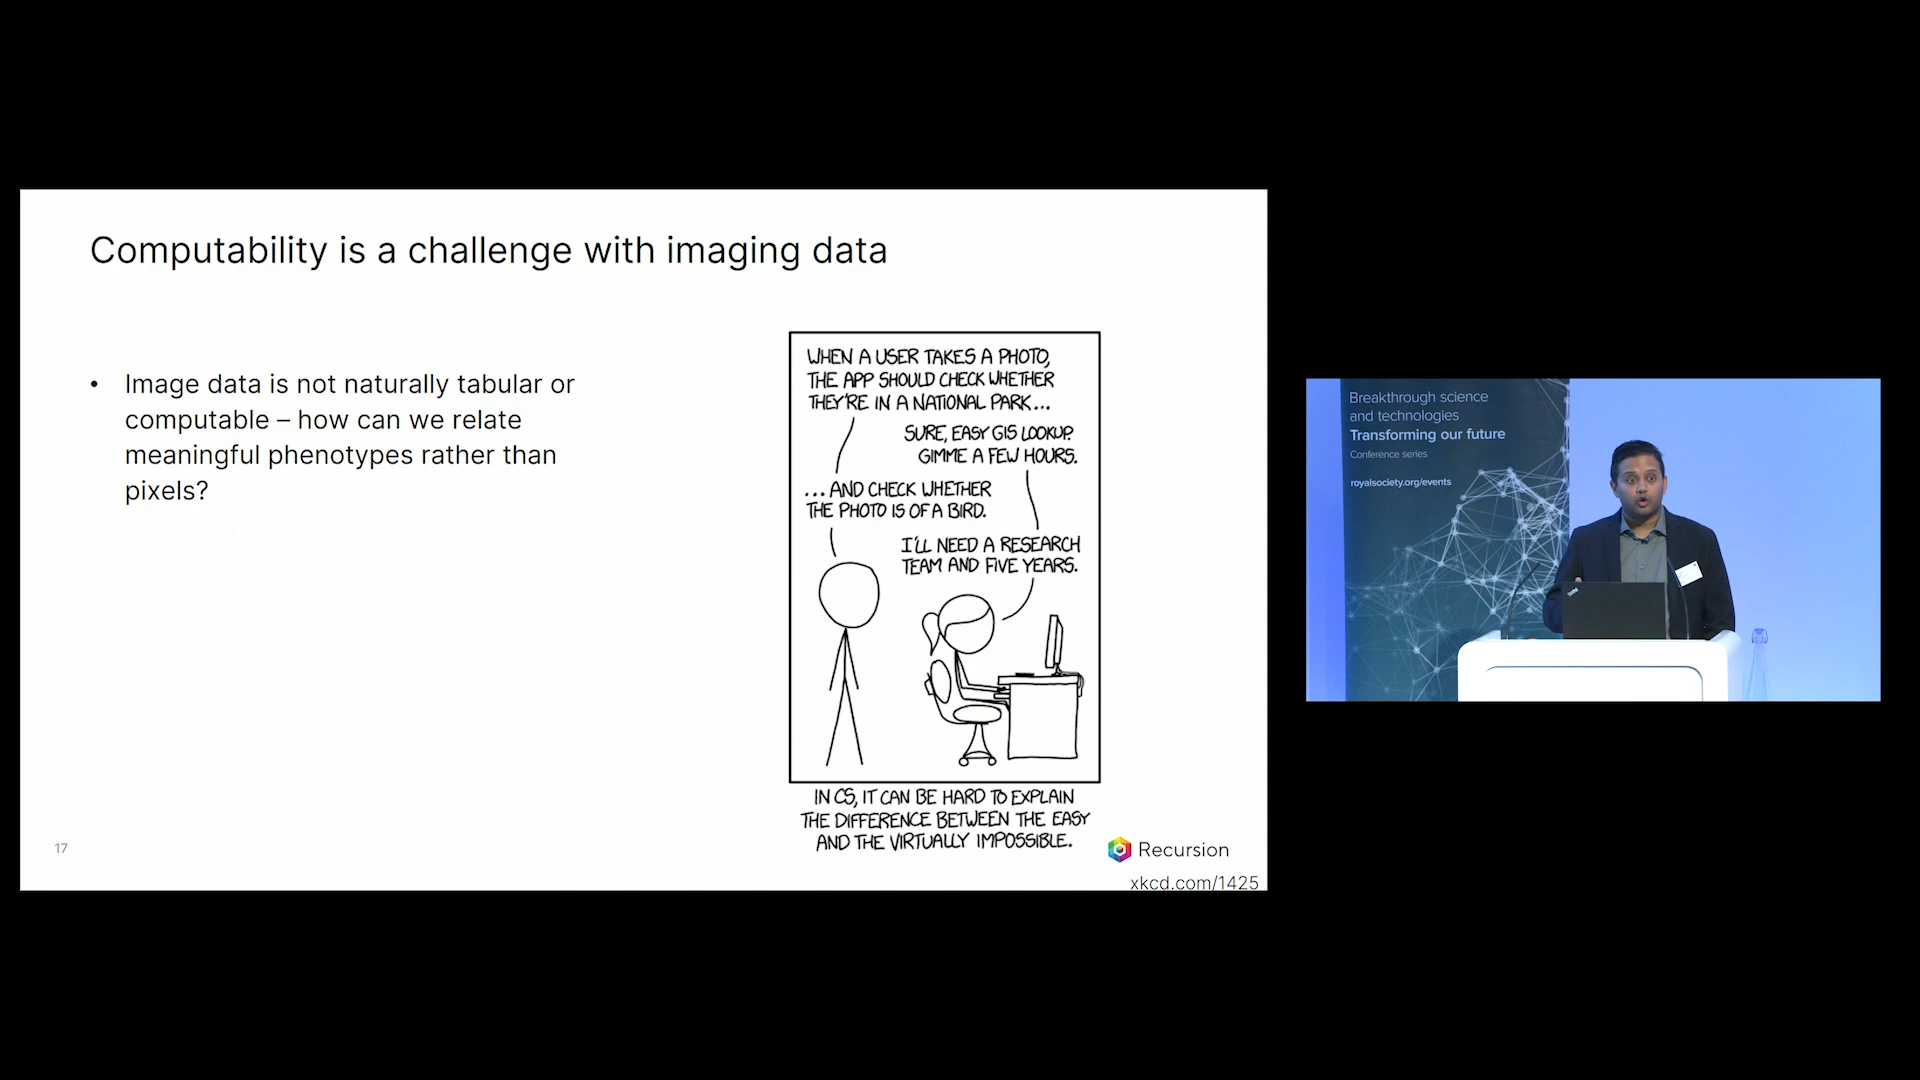 Computability is a challenge with imaging data
• Image data is not naturally tabular or
computable – how can we relate
meaningful phenotypes rather than
pixels?
WHEN A USER TAKES A PHOTO,
THE APP SHOULD CHECK WHETHER
THEY'RE IN A NATIONAL PARK...
SURE, EASY GIS LOOKUP.
GIMME A FEW HOURS.
...AND CHECK WHETHER
THE PHOTO IS OF A BIRD.
I'LL NEED A RESEARCH
TEAM AND FIVE YEARS.
IN CS, IT CAN BE HARD TO EXPLAIN
THE DIFFERENCE BETWEEN THE EASY
AND THE VIRTUALLY IMPOSSIBLE.
17
Recursion
xkcd.com/1425
Breakthrough science
and technologies
Transforming our future
Conference series
royalsociety.org/events